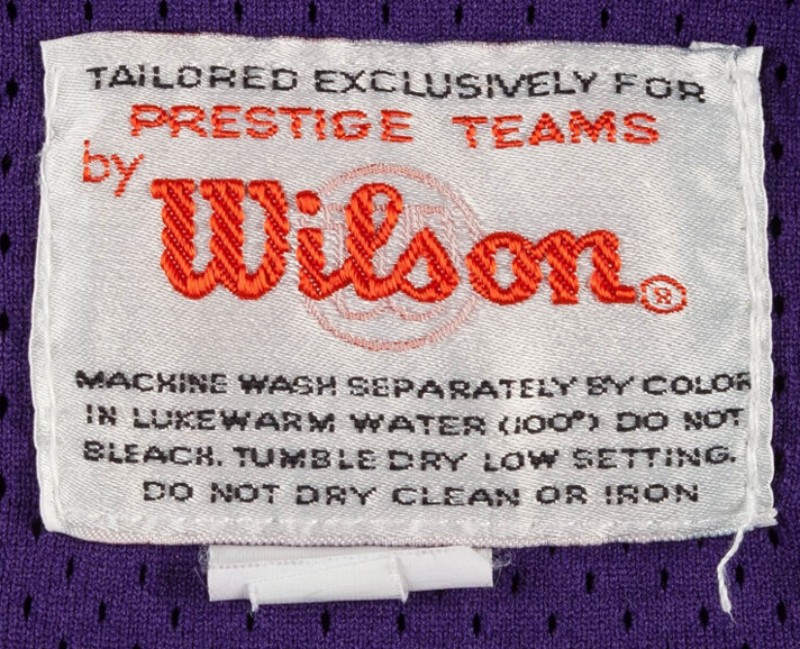 TAILORED EXCLUSIVELY FOR
PRESTIGE TEAMS
by
Wilson®
MACHINE WASH SEPARATELY BY COLOR
IN LUKEWARM WATER (100°) DO NOT
BLEACH. TUMBLE DRY LOW SETTING.
DO NOT DRY CLEAN OR IRON